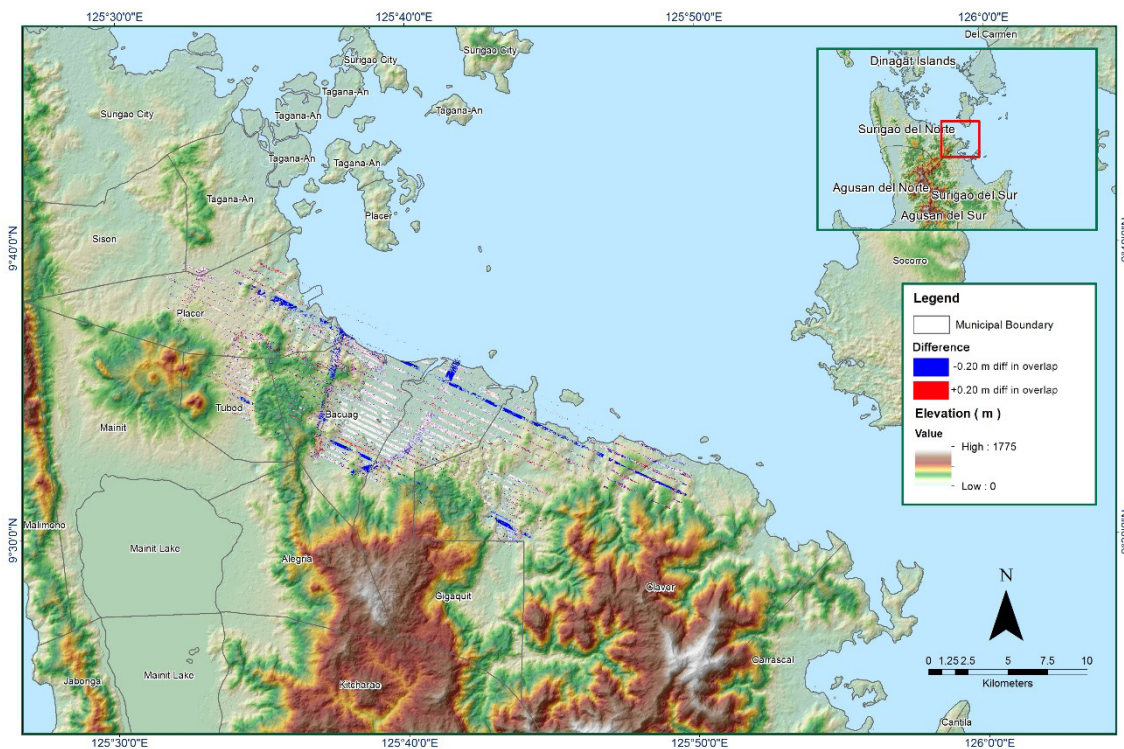 125°30'0"E
125°40'0"E
125°50'0"E
126°0'0"E
Del Carmen
Surigao City
Surigao City
Dinagat Islands
Tagana-An
Tagana-An
Surigao City
Tagana-An
Surigao del Norte
Tagana-An
Tagana-An
Agusan del Norte
Surigao del Sur
Tagana-An
Placer
Agusan del Sur
Sison
9°40'0"N
Socorro
Legend
Municipal Boundary
Placer
Difference
-0.20 m diff in overlap
+0.20 m diff in overlap
Tubod
Bacuag
Elevation ( m )
Value
Mainit
High : 1775
Low : 0
Malimono
9°30'0"N
Mainit Lake
Alegria
Gigaquit
Claver
N
Carrascal
Mainit Lake
Jabonga
Kitcharao
0 1.25 2.5 5 7.5 10
Kilometers
Cantila
125°30'0"E
125°40'0"E
125°50'0"E
126°0'0"E